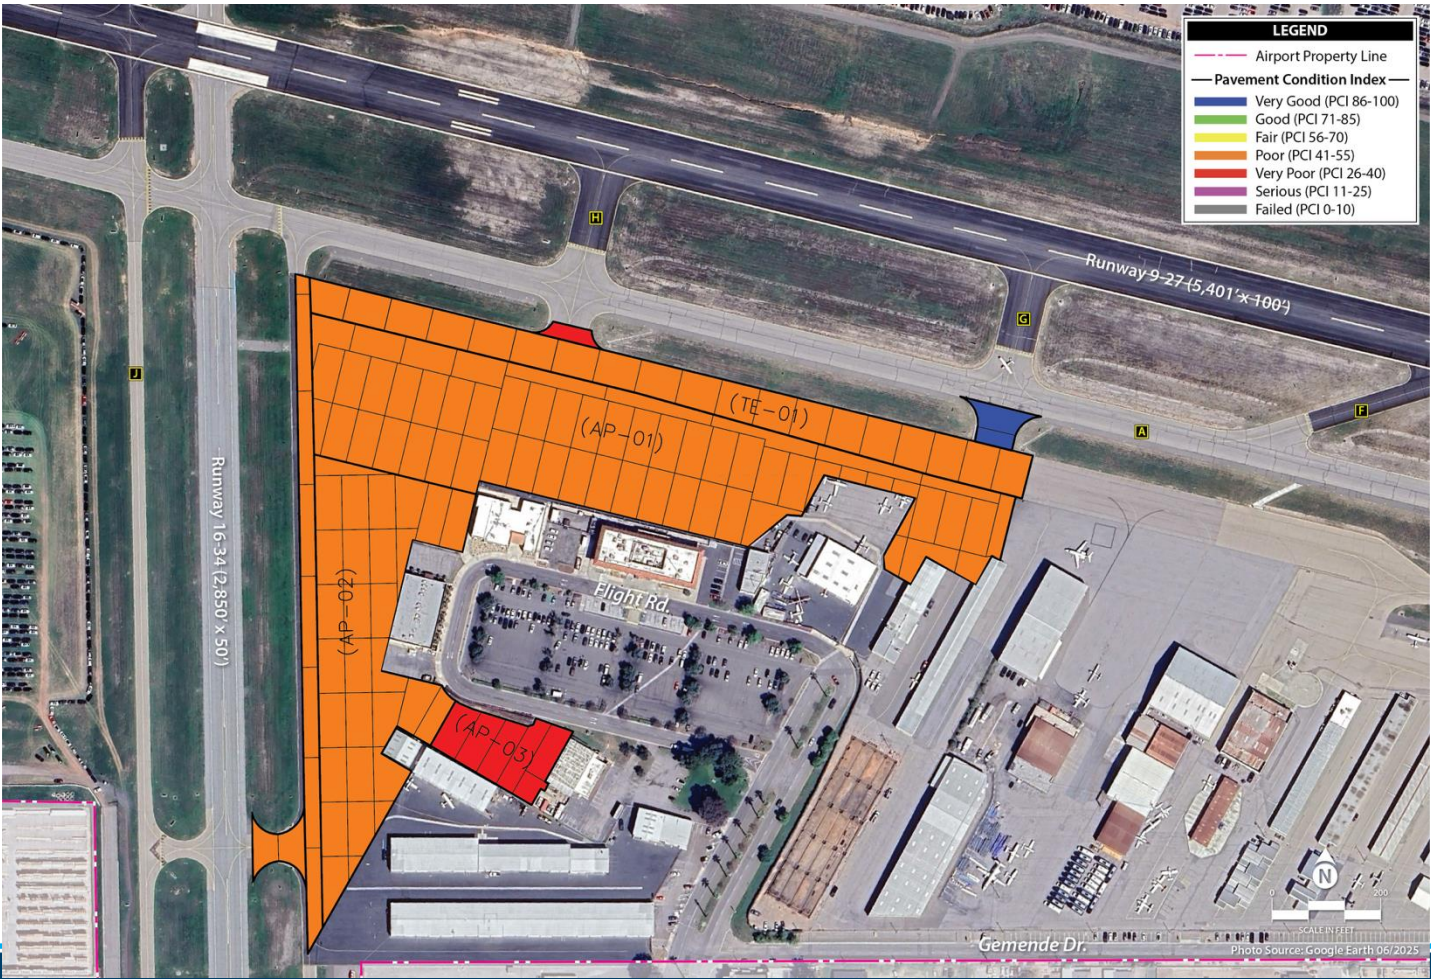 LEGEND
Airport Property Line
Pavement Condition Index
Very Good (PCI 86-100)
Good (PCI 71-85)
Fair (PCI 56-70)
Poor (PCI 41-55)
Very Poor (PCI 26-40)
Serious (PCI 11-25)
Failed (PCI 0-10)
H
Runway 9-27 (5,401' x 100')
G
J
F
A
(TE-01)
(AP-01)
Runway 16-34 (2,850' x 50')
(AP-02)
Flight Rd.
(AP-03)
N
0 200
SCALE IN FEET
Gemende Dr.
Photo Source: Google Earth 06/2025